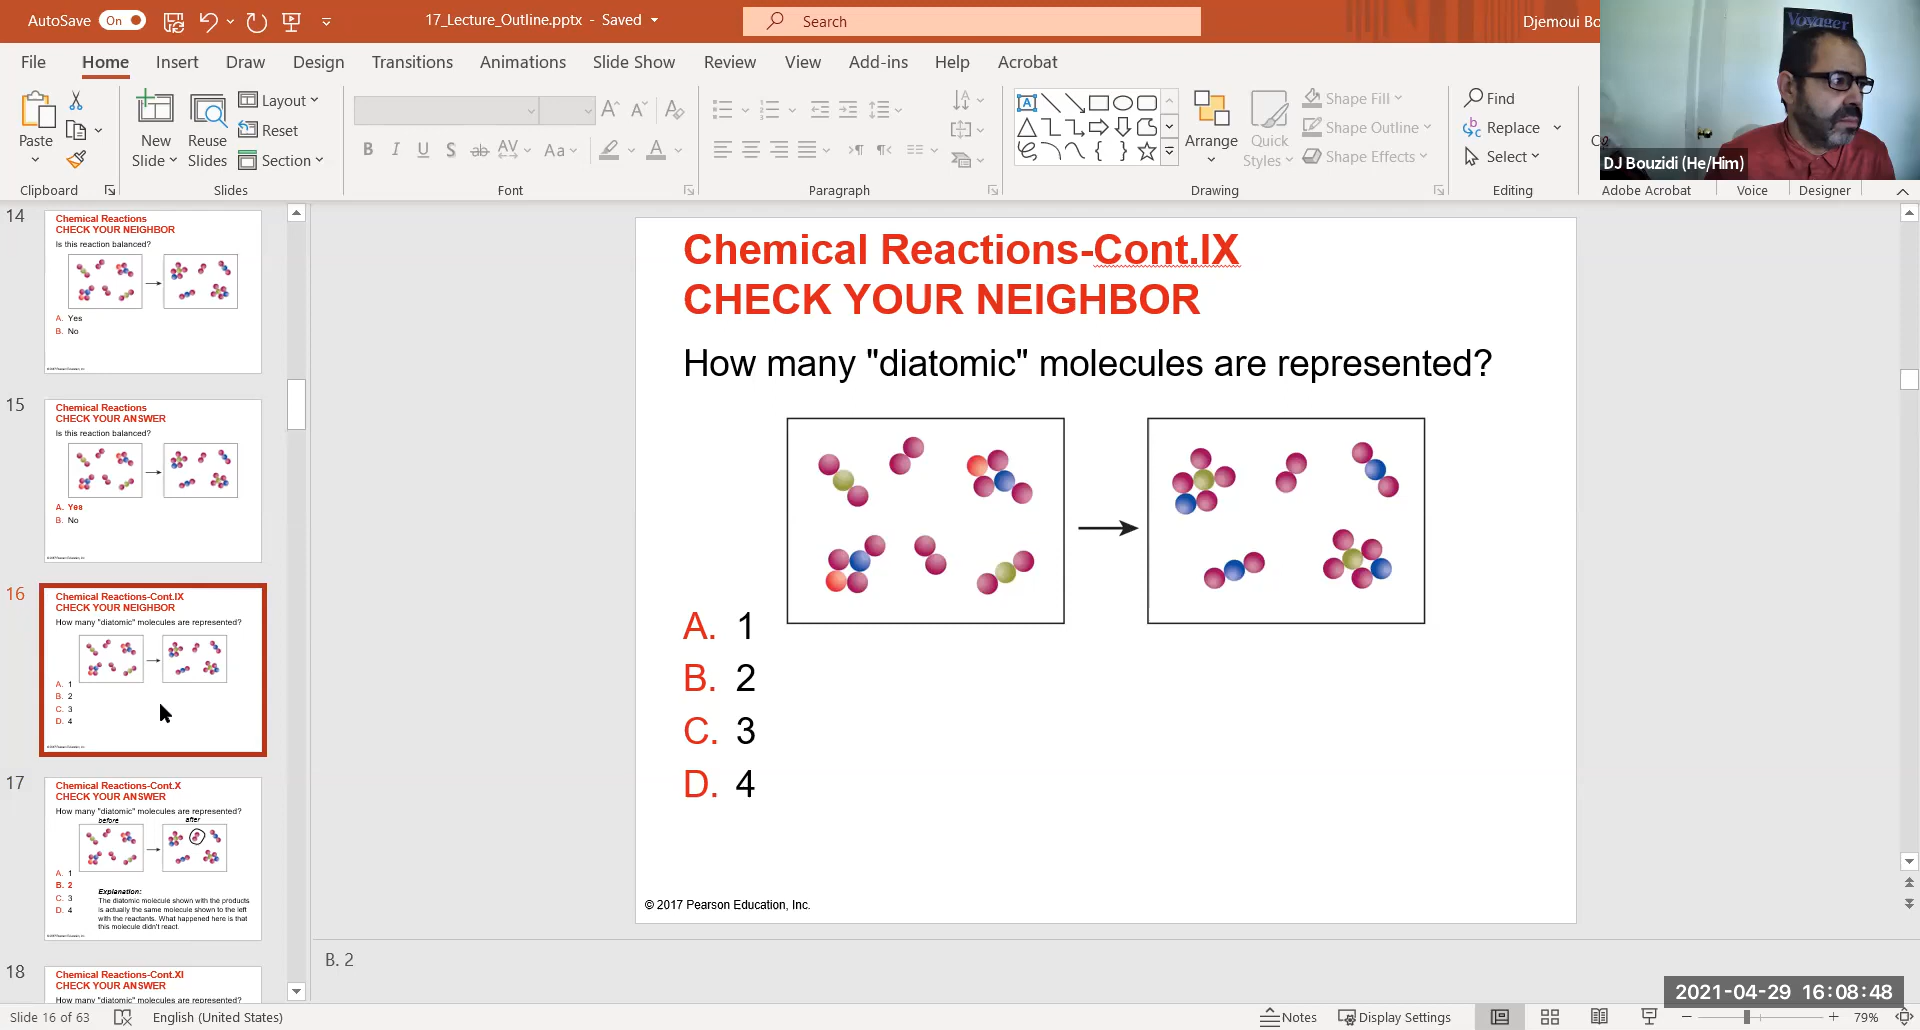 AutoSave On 17_Lecture_Outline.pptx - Saved Search Djemoui Bo
Voyager
File Home Insert Draw Design Transitions Animations Slide Show Review View Add-ins Help Acrobat
Paste
New Slide
Reuse Slides
Layout
Reset
Section
B I U S ab AV Aa A
Arrange
Quick Styles
Shape Fill
Shape Outline
Shape Effects
Find
Replace
Select
DJ Bouzidi (He/Him)
Clipboard Slides Font Paragraph Drawing Editing Adobe Acrobat Voice Designer
14
Chemical Reactions
CHECK YOUR NEIGHBOR
Is this reaction balanced?
A. Yes
B. No
15
Chemical Reactions
CHECK YOUR ANSWER
Is this reaction balanced?
A. Yes
B. No
16
Chemical Reactions-Cont.IX
CHECK YOUR NEIGHBOR
How many "diatomic" molecules are represented?
A. 1
B. 2
C. 3
D. 4
17
Chemical Reactions-Cont.X
CHECK YOUR ANSWER
How many "diatomic" molecules are represented?
before after
A. 1
B. 2
C. 3
D. 4
Explanation:
The diatomic molecule shown with the products
is actually the same molecule shown to the left
with the reactants. What happened here is that
this molecule didn't react.
18
Chemical Reactions-Cont.XI
CHECK YOUR ANSWER
How many "diatomic" molecules are represented?
Chemical Reactions-Cont.IX
CHECK YOUR NEIGHBOR
How many "diatomic" molecules are represented?
A. 1
B. 2
C. 3
D. 4
© 2017 Pearson Education, Inc.
B. 2
2021-04-29 16:08:48
Slide 16 of 63 English (United States) Notes Display Settings 79%